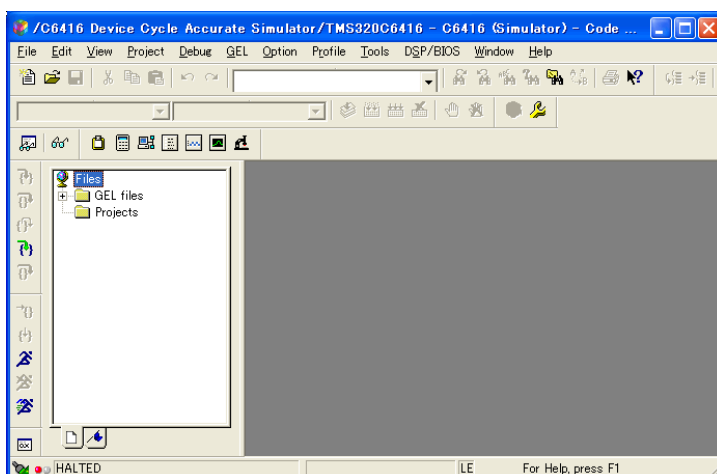 /C6416 Device Cycle Accurate Simulator/TMS320C6416 - C6416 (Simulator) - Code ...
File Edit View Project Debug GEL Option Profile Tools DSP/BIOS Window Help
Files
GEL files
Projects
HALTED LE For Help, press F1